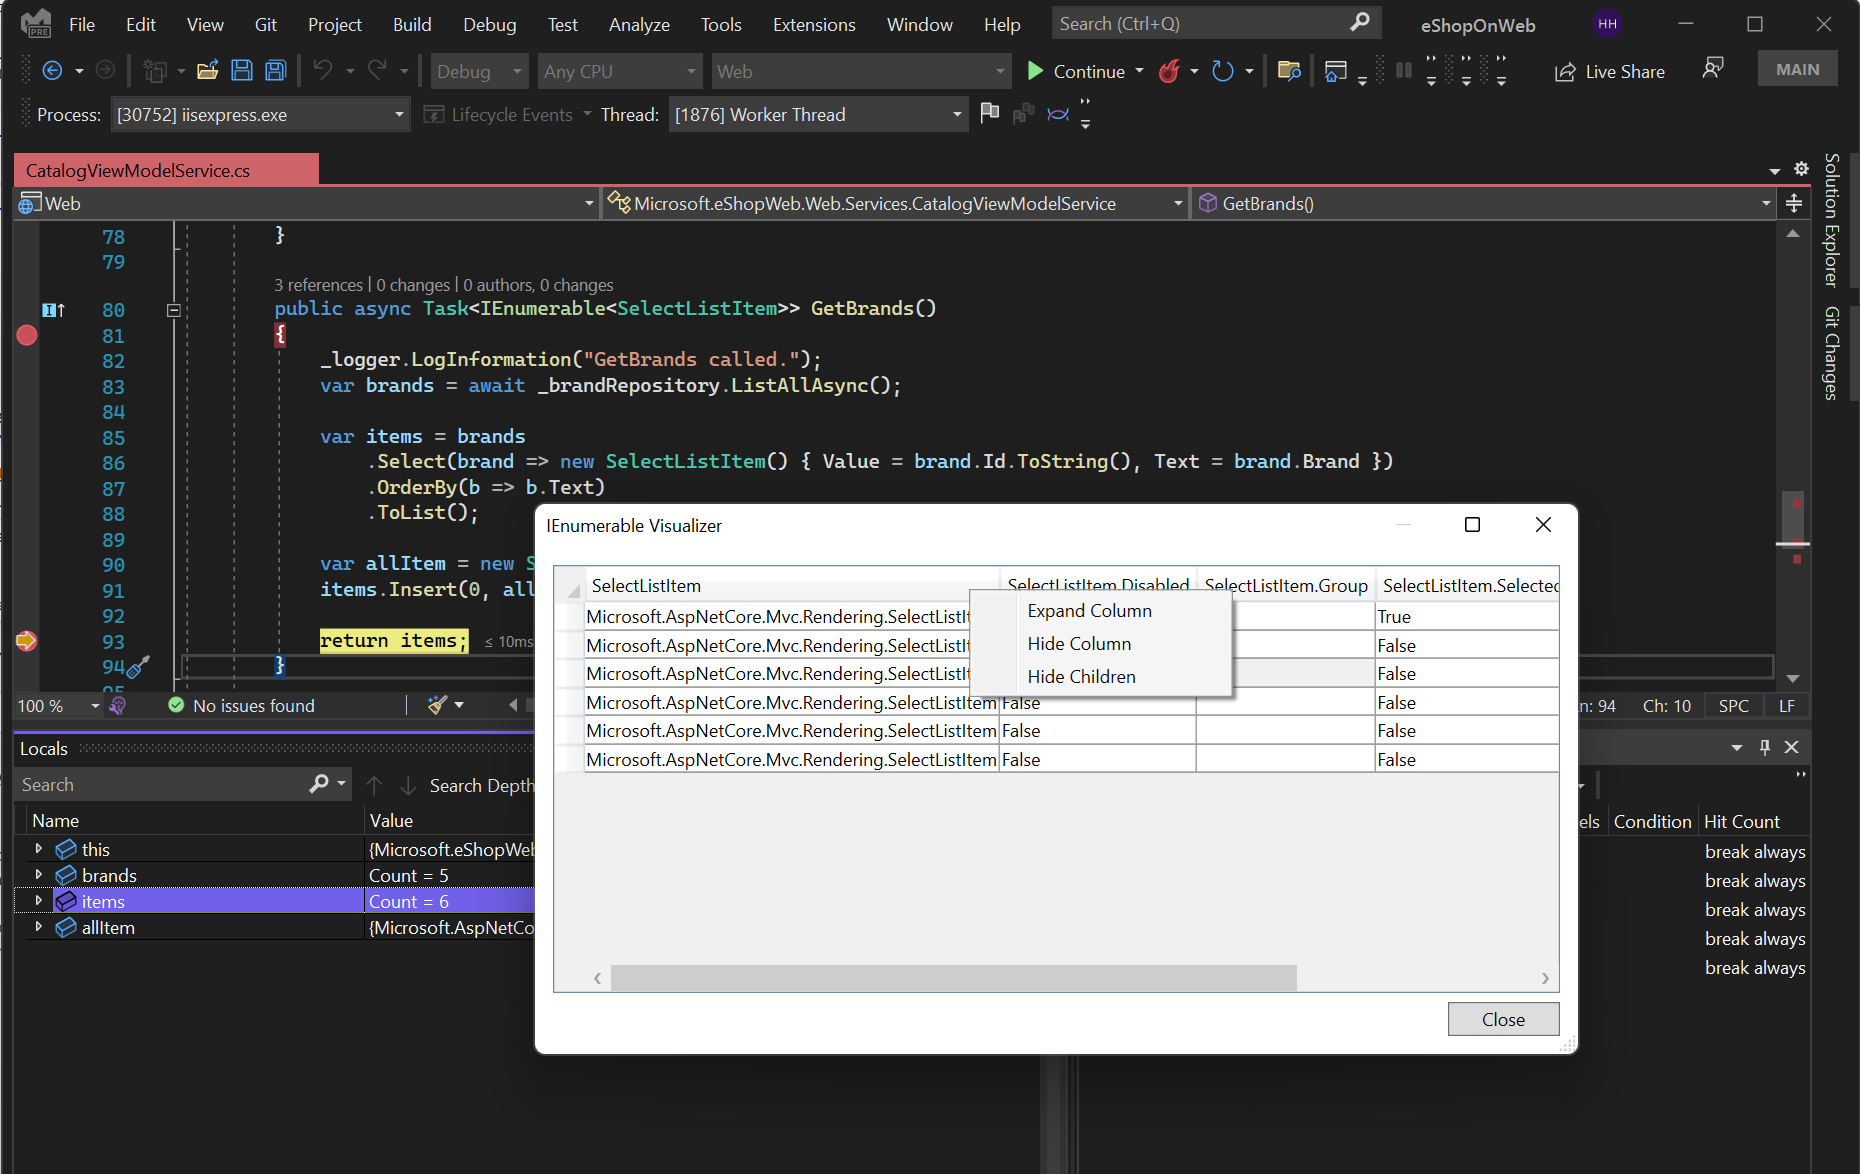 PRE File Edit View Git Project Build Debug Test Analyze Tools Extensions Window Help Search (Ctrl+Q) eShopOnWeb HH
Debug Any CPU Web Continue Live Share MAIN
Process: [30752] iisexpress.exe Lifecycle Events Thread: [1876] Worker Thread
CatalogViewModelService.cs
Web Microsoft.eShopWeb.Web.Services.CatalogViewModelService GetBrands()
Solution Explorer
Git Changes
78 }
79
3 references | 0 changes | 0 authors, 0 changes
80 public async Task<IEnumerable<SelectListItem>> GetBrands()
81 {
82 _logger.LogInformation("GetBrands called.");
83 var brands = await _brandRepository.ListAllAsync();
84
85 var items = brands
86 .Select(brand => new SelectListItem() { Value = brand.Id.ToString(), Text = brand.Brand })
87 .OrderBy(b => b.Text)
88 .ToList();
89
90 var allItem = new S
91 items.Insert(0, all
92
93 return items; ≤ 10ms
94 }
95
100 % No issues found n: 94 Ch: 10 SPC LF
IEnumerable Visualizer
SelectListItem SelectListItem.Disabled SelectListItem.Group SelectListItem.Selected
Microsoft.AspNetCore.Mvc.Rendering.SelectListIt True
Microsoft.AspNetCore.Mvc.Rendering.SelectListIt False
Microsoft.AspNetCore.Mvc.Rendering.SelectListIt False
Microsoft.AspNetCore.Mvc.Rendering.SelectListItem False False
Microsoft.AspNetCore.Mvc.Rendering.SelectListItem False False
Microsoft.AspNetCore.Mvc.Rendering.SelectListItem False False
Expand Column
Hide Column
Hide Children
Close
Locals
Search Search Depth
Name Value
this {Microsoft.eShopWeb
brands Count = 5
items Count = 6
allItem {Microsoft.AspNetCo
els Condition Hit Count
break always
break always
break always
break always
break always